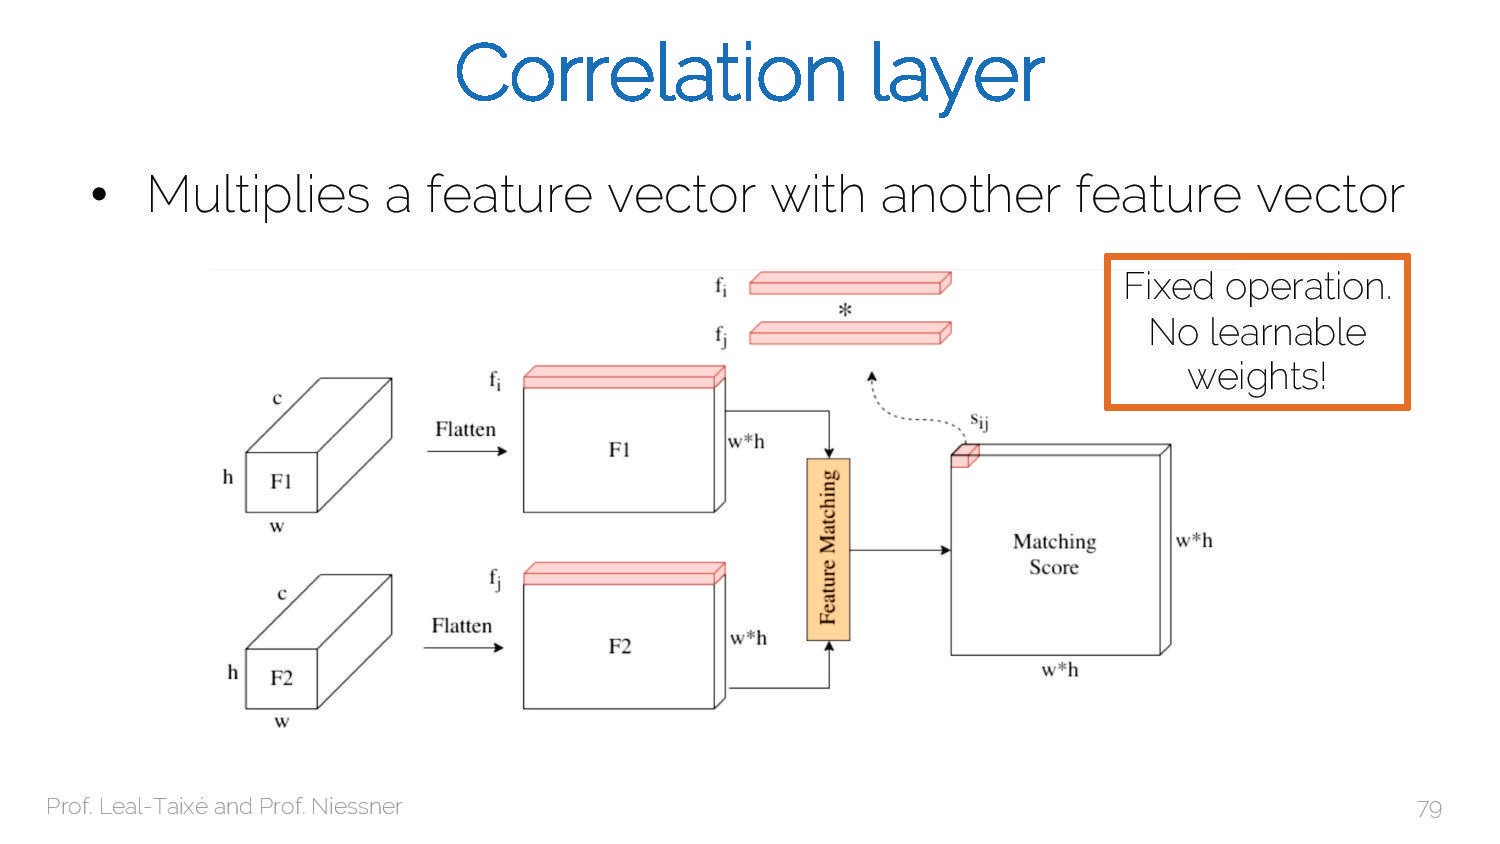 Correlation layer
• Multiplies a feature vector with another feature vector
Fixed operation.
No learnable
weights!
fi
*
fj
c
h
F1
w
Flatten
fi
F1
w*h
c
h
F2
w
Flatten
fj
F2
w*h
Feature Matching
sij
Matching
Score
w*h
w*h
Prof. Leal-Taixé and Prof. Niessner
79